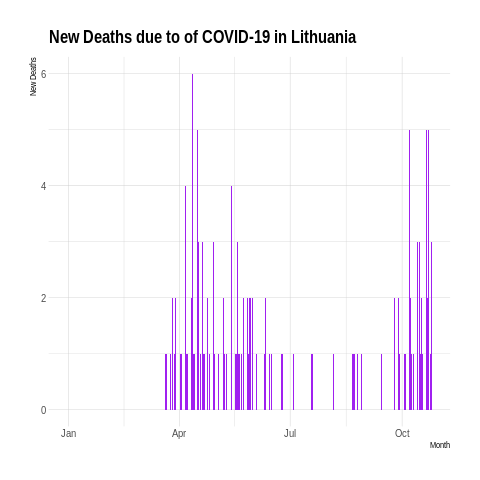 New Deaths due to of COVID-19 in Lithuania
New Deaths
6
4
2
0
Jan Apr Jul Oct
Month